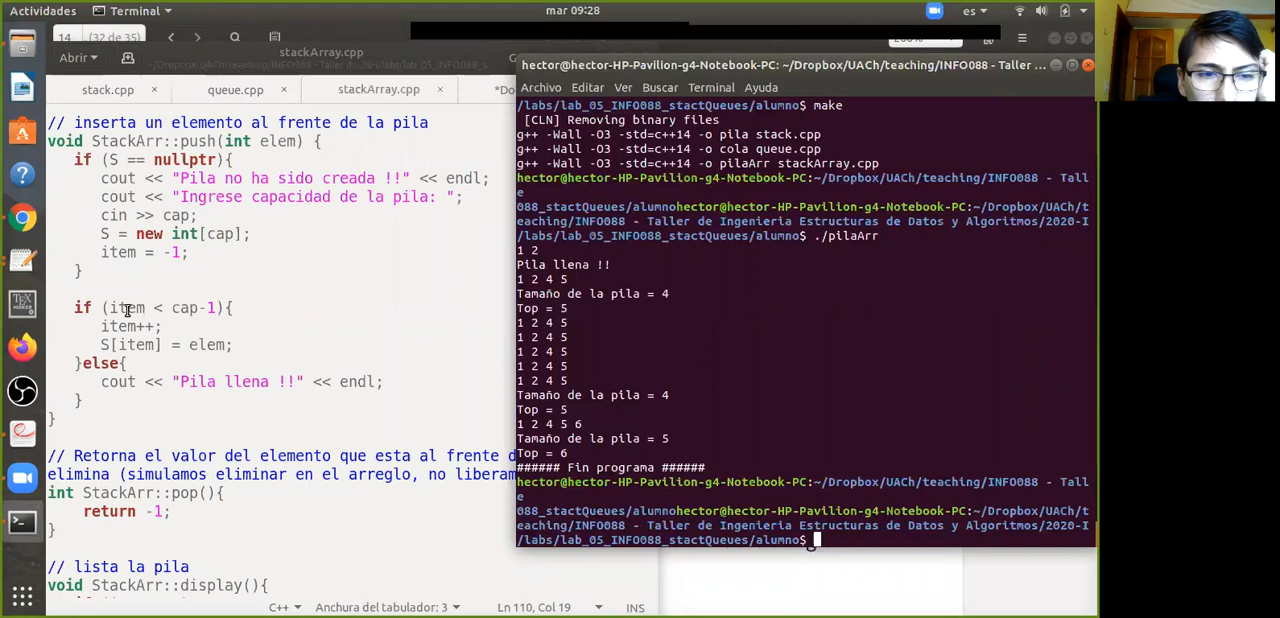 Actividades
Terminal
mar 09:28
es
14
(32 de 35)
Abrir
stackArray.cpp
stack.cpp ×
queue.cpp ×
stackArray.cpp ×
*Do
// inserta un elemento al frente de la pila
void StackArr::push(int elem) {
if (S == nullptr){
cout << "Pila no ha sido creada !!" << endl;
cout << "Ingrese capacidad de la pila: ";
cin >> cap;
S = new int[cap];
item = -1;
}
if (item < cap-1){
item++;
S[item] = elem;
}else{
cout << "Pila llena !!" << endl;
}
}
// Retorna el valor del elemento que esta al frente d
elimina (simulamos eliminar en el arreglo, no liberam
int StackArr::pop(){
return -1;
}
// lista la pila
void StackArr::display(){
C++
Anchura del tabulador: 3
Ln 110, Col 19
INS
hector@hector-HP-Pavilion-g4-Notebook-PC: ~/Dropbox/UACh/teaching/INFO088 - Taller ...
Archivo Editar Ver Buscar Terminal Ayuda
/labs/lab_05_INFO088_stactQueues/alumno$ make
[CLN] Removing binary files
g++ -Wall -O3 -std=c++14 -o pila stack.cpp
g++ -Wall -O3 -std=c++14 -o cola queue.cpp
g++ -Wall -O3 -std=c++14 -o pilaArr stackArray.cpp
hector@hector-HP-Pavilion-g4-Notebook-PC:~/Dropbox/UACh/teaching/INFO088 - Talle
088_stactQueues/alumnohector@hector-HP-Pavilion-g4-Notebook-PC:~/Dropbox/UACh/t
eaching/INFO088 - Taller de Ingenieria Estructuras de Datos y Algoritmos/2020-I
/labs/lab_05_INFO088_stactQueues/alumno$ ./pilaArr
1 2
Pila llena !!
1 2 4 5
Tamaño de la pila = 4
Top = 5
1 2 4 5
1 2 4 5
1 2 4 5
1 2 4 5
1 2 4 5
Tamaño de la pila = 4
Top = 5
1 2 4 5 6
Tamaño de la pila = 5
Top = 6
###### Fin programa ######
hector@hector-HP-Pavilion-g4-Notebook-PC:~/Dropbox/UACh/teaching/INFO088 - Talle
088_stactQueues/alumnohector@hector-HP-Pavilion-g4-Notebook-PC:~/Dropbox/UACh/t
eaching/INFO088 - Taller de Ingenieria Estructuras de Datos y Algoritmos/2020-I
/labs/lab_05_INFO088_stactQueues/alumno$